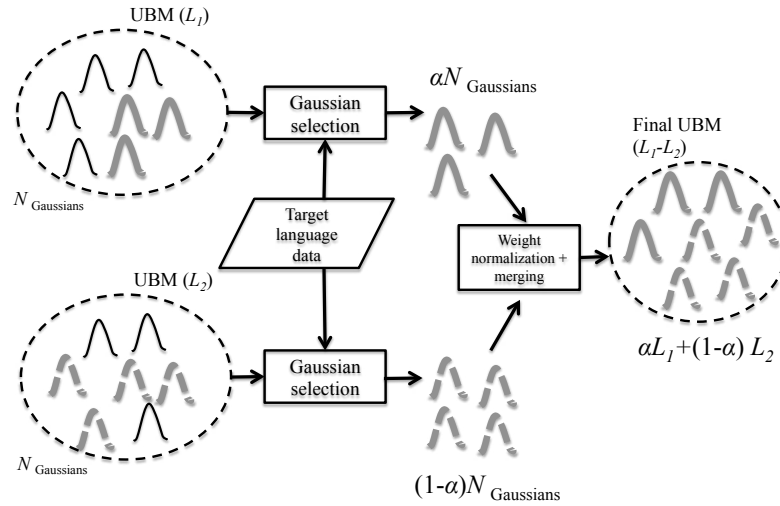 UBM (L₁)
N Gaussians
Gaussian
selection
αN Gaussians
Target
language
data
UBM (L₂)
N Gaussians
Gaussian
selection
(1-α)N Gaussians
Weight
normalization +
merging
Final UBM
(L₁-L₂)
αL₁+(1-α) L₂